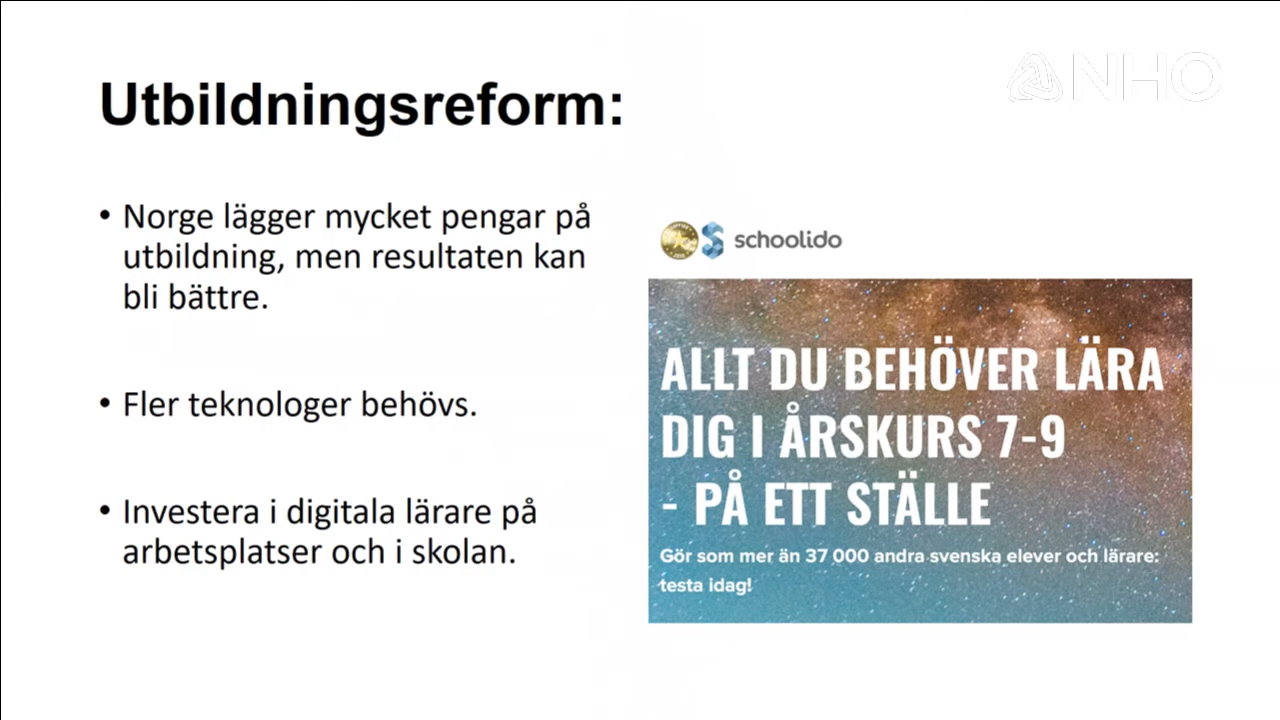 NHO
Utbildningsreform:
• Norge lägger mycket pengar på
utbildning, men resultaten kan
bli bättre.
• Fler teknologer behövs.
• Investera i digitala lärare på
arbetsplatser och i skolan.
schoolido
ALLT DU BEHÖVER LÄRA
DIG I ÅRSKURS 7-9
- PÅ ETT STÄLLE
Gör som mer än 37 000 andra svenska elever och lärare:
testa idag!